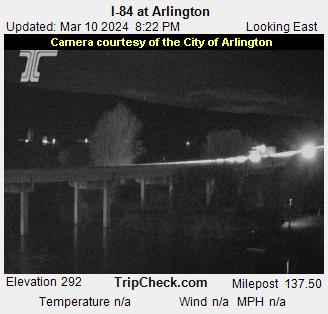 I-84 at Arlington
Updated: Mar 10 2024 8:22 PM Looking East
Camera courtesy of the City of Arlington
Elevation 292 TripCheck.com Milepost 137.50
Temperature n/a Wind n/a MPH n/a